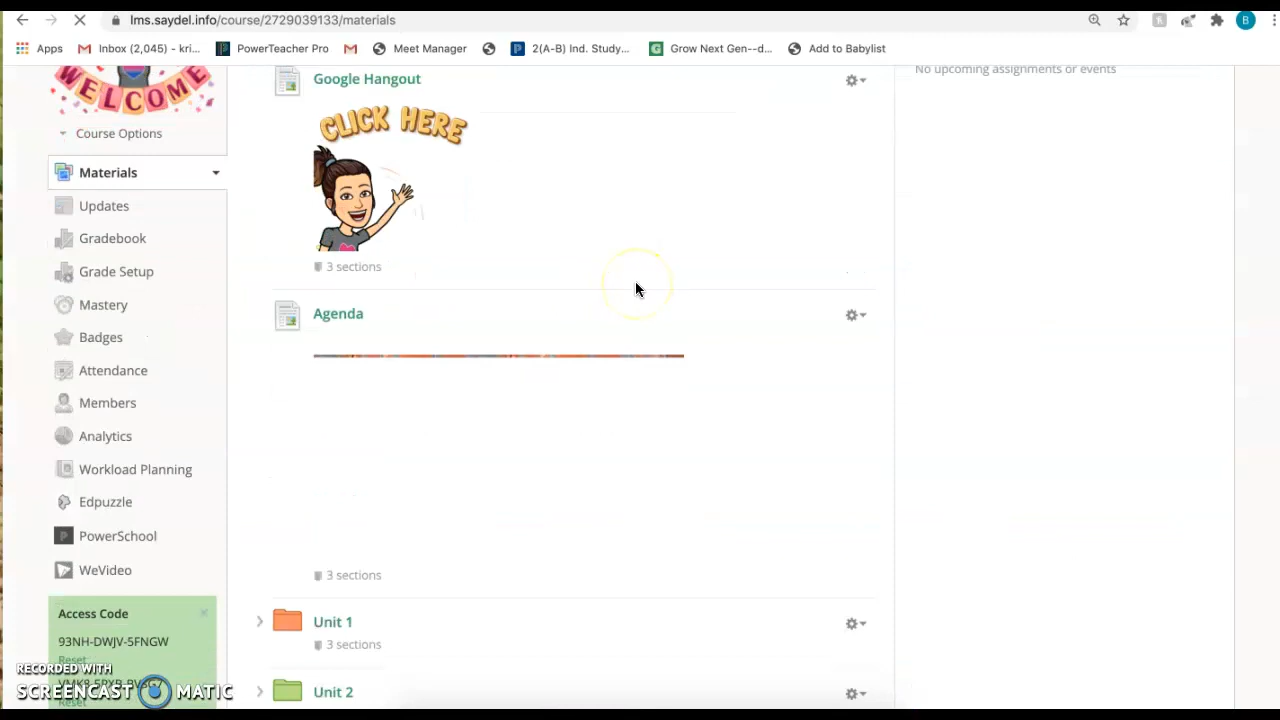 lms.saydel.info/course/2729039133/materials
B
Apps
Inbox (2,045) - kri...
PowerTeacher Pro
Meet Manager
2(A-B) Ind. Study...
Grow Next Gen--d...
Add to Babylist
WELCOME
Course Options
Materials
Updates
Gradebook
Grade Setup
Mastery
Badges
Attendance
Members
Analytics
Workload Planning
Edpuzzle
PowerSchool
WeVideo
Access Code
93NH-DWJV-5FNGW
Reset
Reset
RECORDED WITH
SCREENCAST MATIC
Google Hangout
CLICK HERE
3 sections
Agenda
3 sections
Unit 1
3 sections
Unit 2
No upcoming assignments or events